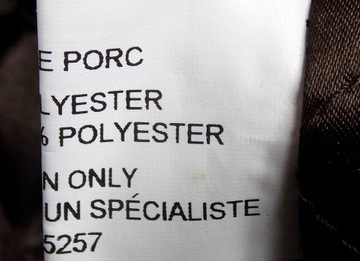 E PORC
LYESTER
% POLYESTER
N ONLY
UN SPÉCIALISTE
5257